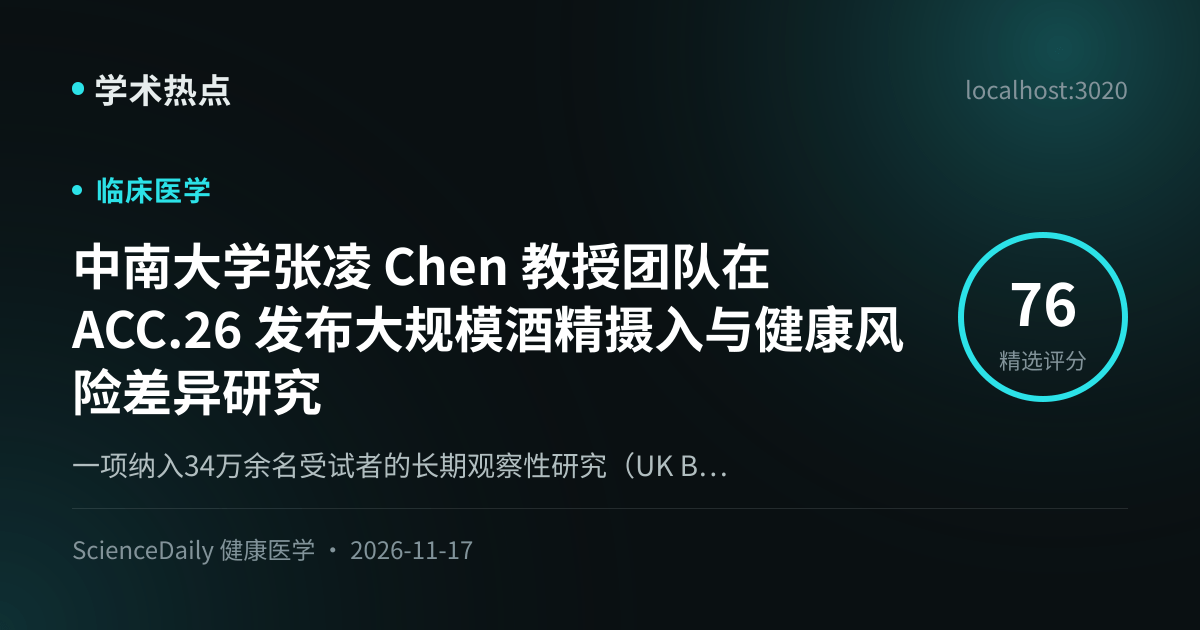 学术热点
localhost:3020
临床医学
中南大学张凌 Chen 教授团队在
ACC.26 发布大规模酒精摄入与健康风
险差异研究
76
精选评分
一项纳入34万余名受试者的长期观察性研究（UK B…
ScienceDaily 健康医学 · 2026-11-17